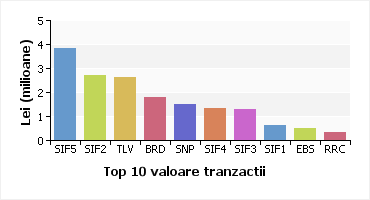 Lei (milioane)
5
4
3
2
1
0
SIF5 SIF2 TLV BRD SNP SIF4 SIF3 SIF1 EBS RRC
Top 10 valoare tranzactii